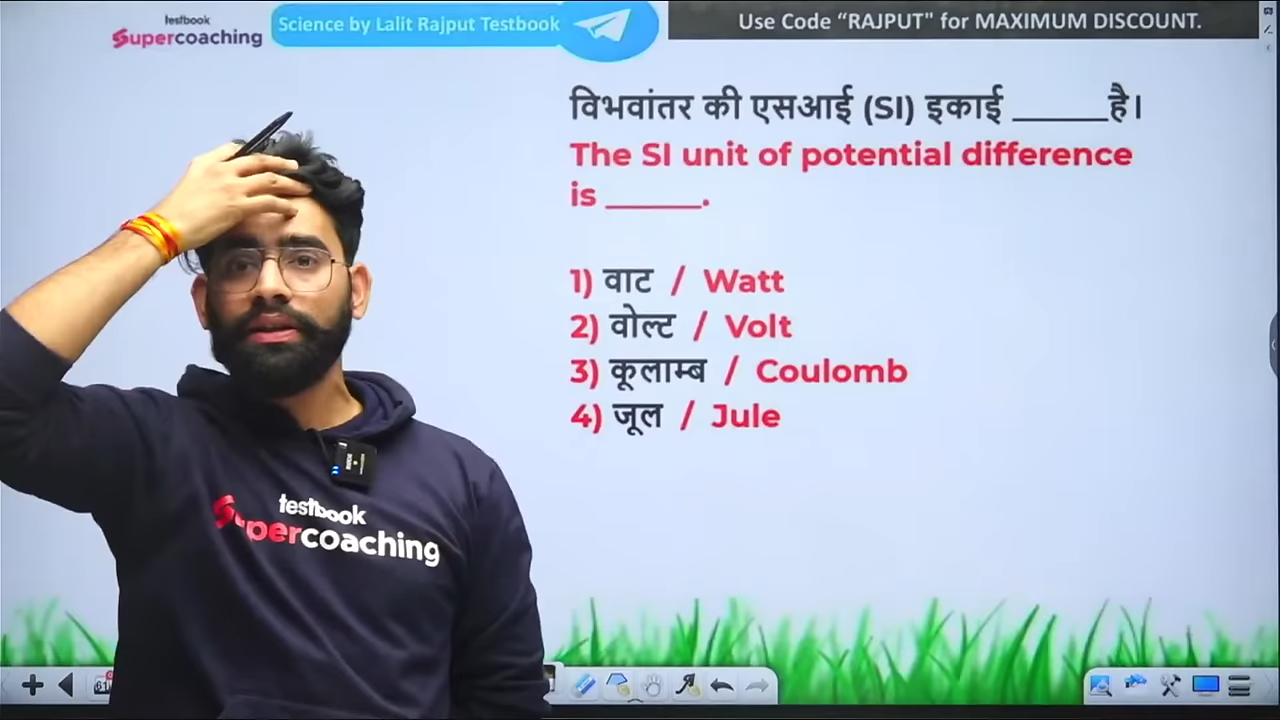 testbook
Supercoaching
Science by Lalit Rajput Testbook
Use Code “RAJPUT" for MAXIMUM DISCOUNT.
विभवांतर की एसआई (SI) इकाई ______है।
The SI unit of potential difference
is ______.
1) वाट / Watt
2) वोल्ट / Volt
3) कूलाम्ब / Coulomb
4) जूल / Jule
testbook
Supercoaching